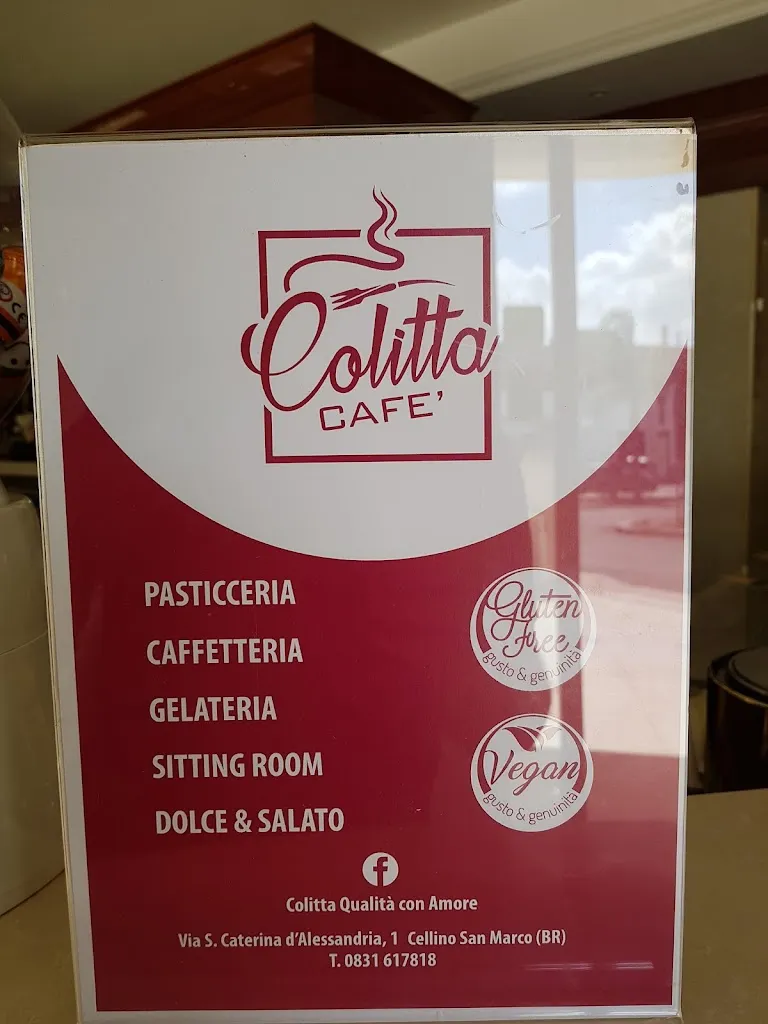 Colitta
CAFE'
PASTICCERIA
CAFFETTERIA
GELATERIA
SITTING ROOM
DOLCE & SALATO
Gluten
Free
gusto & genuinità
Vegan
gusto & genuinità
f
Colitta Qualità con Amore
Via S. Caterina d'Alessandria, 1 Cellino San Marco (BR)
T. 0831 617818